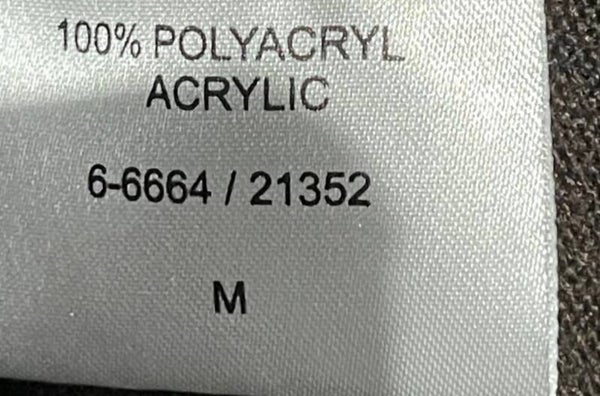 100% POLYACRYL
ACRYLIC
6-6664 / 21352
M